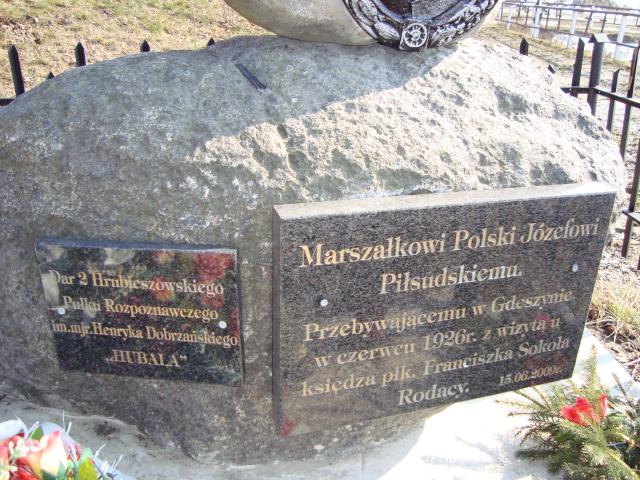 Dar 2 Hrubieszowskiego
Pułku Rozpoznawczego
im.mjr.Henryka Dobrzańskiego
„HUBALA"
Marszałkowi Polski Józefowi
Piłsudskiemu.
Przebywającemu w Gdeszynie
w czerwcu 1926r. z wizytą u
księdza płk. Franciszka Sokoła
Rodacy. 15.06.2009r.